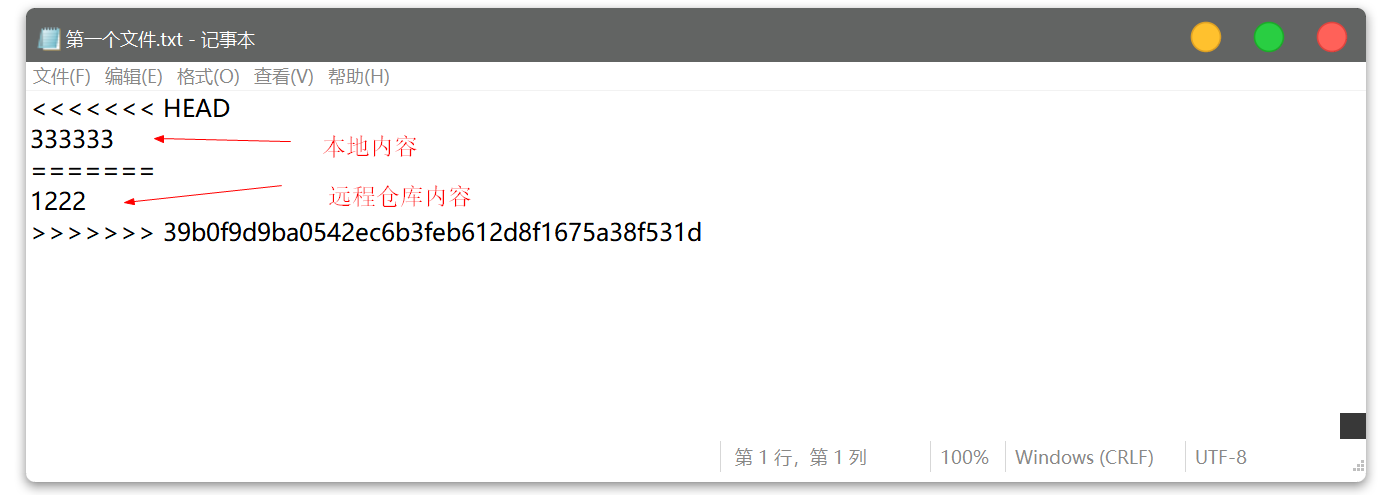 第一个文件.txt - 记事本
文件(F) 编辑(E) 格式(O) 查看(V) 帮助(H)
<<<<<<< HEAD
333333
本地内容
=======
1222
远程仓库内容
>>>>>>> 39b0f9d9ba0542ec6b3feb612d8f1675a38f531d
第 1 行，第 1 列 100% Windows (CRLF) UTF-8